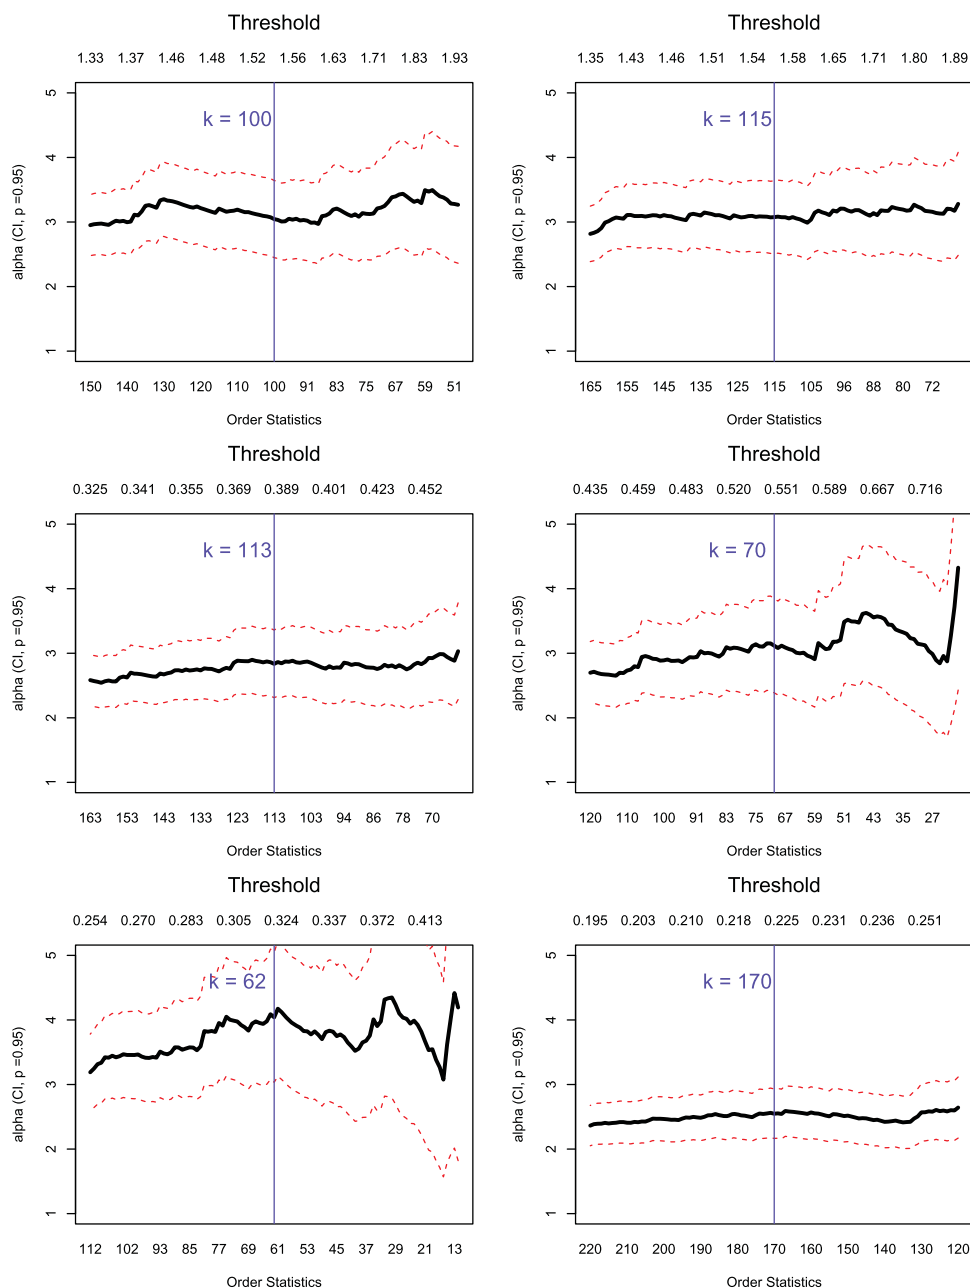 Threshold
1.33 1.37 1.46 1.48 1.52 1.56 1.63 1.71 1.83 1.93
5
4
3
2
1
alpha (CI, p =0.95)
k = 100
150 140 130 120 110 100 91 83 75 67 59 51
Order Statistics
Threshold
1.35 1.43 1.46 1.51 1.54 1.58 1.65 1.71 1.80 1.89
5
4
3
2
1
alpha (CI, p =0.95)
k = 115
165 155 145 135 125 115 105 96 88 80 72
Order Statistics
Threshold
0.325 0.341 0.355 0.369 0.389 0.401 0.423 0.452
5
4
3
2
1
alpha (CI, p =0.95)
k = 113
163 153 143 133 123 113 103 94 86 78 70
Order Statistics
Threshold
0.435 0.459 0.483 0.520 0.551 0.589 0.667 0.716
5
4
3
2
1
alpha (CI, p =0.95)
k = 70
120 110 100 91 83 75 67 59 51 43 35 27
Order Statistics
Threshold
0.254 0.270 0.283 0.305 0.324 0.337 0.372 0.413
5
4
3
2
1
alpha (CI, p =0.95)
k = 62
112 102 93 85 77 69 61 53 45 37 29 21 13
Order Statistics
Threshold
0.195 0.203 0.210 0.218 0.225 0.231 0.236 0.251
5
4
3
2
1
alpha (CI, p =0.95)
k = 170
220 210 200 190 180 170 160 150 140 130 120
Order Statistics